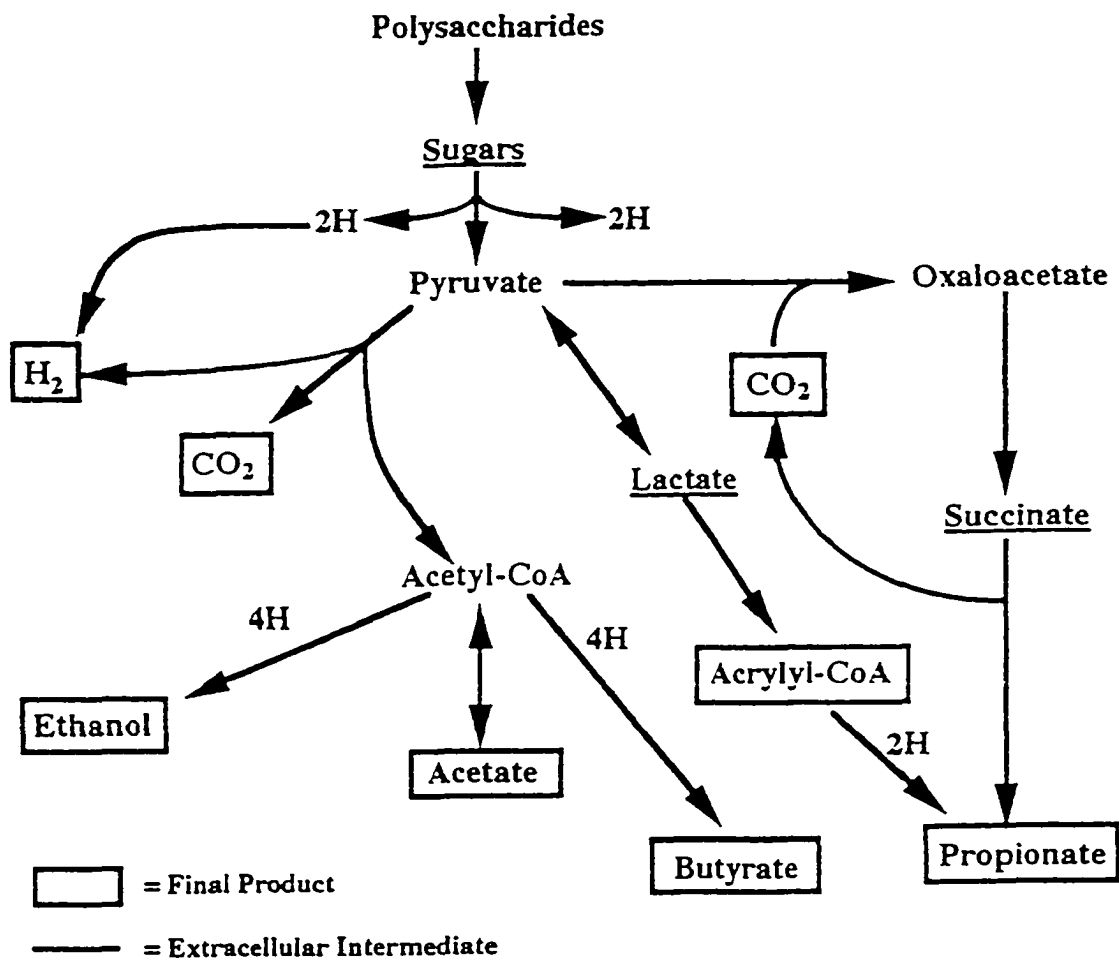 Polysaccharides
Sugars
2H
2H
Pyruvate
Oxaloacetate
H₂
CO₂
CO₂
Lactate
Succinate
Acetyl-CoA
4H
4H
Acrylyl-CoA
Ethanol
2H
Acetate
Butyrate
Propionate
= Final Product
= Extracellular Intermediate